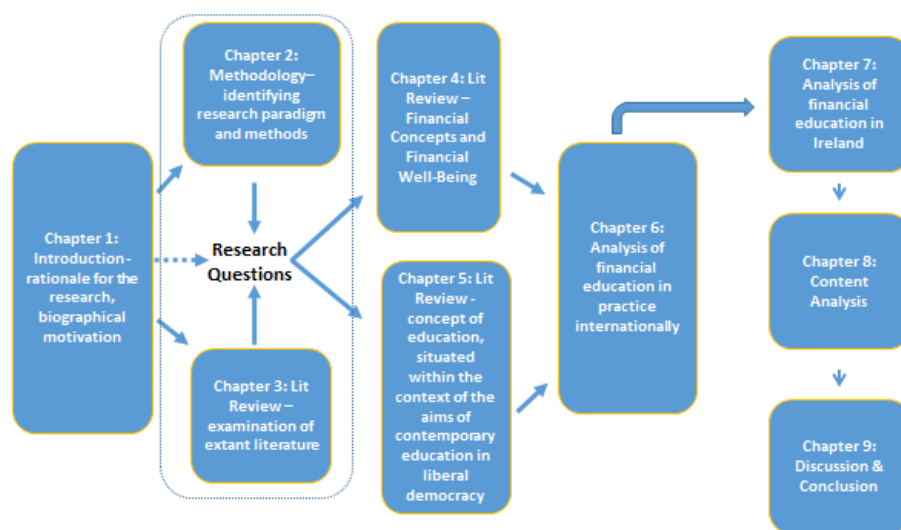 Chapter 1:
Introduction-
rationale for the
research,
biographical
motivation
Chapter 2:
Methodology–
identifying
research paradigm
and methods
Research
Questions
Chapter 3: Lit
Review –
examination of
extant literature
Chapter 4: Lit
Review –
Financial
Concepts and
Financial
Well-Being
Chapter 5: Lit
Review -
concept of
education,
situated
within the
context of the
aims of
contemporary
education in
liberal
democracy
Chapter 6:
Analysis of
financial
education in
practice
internationally
Chapter 7:
Analysis of
financial
education in
Ireland
Chapter 8:
Content
Analysis
Chapter 9:
Discussion &
Conclusion